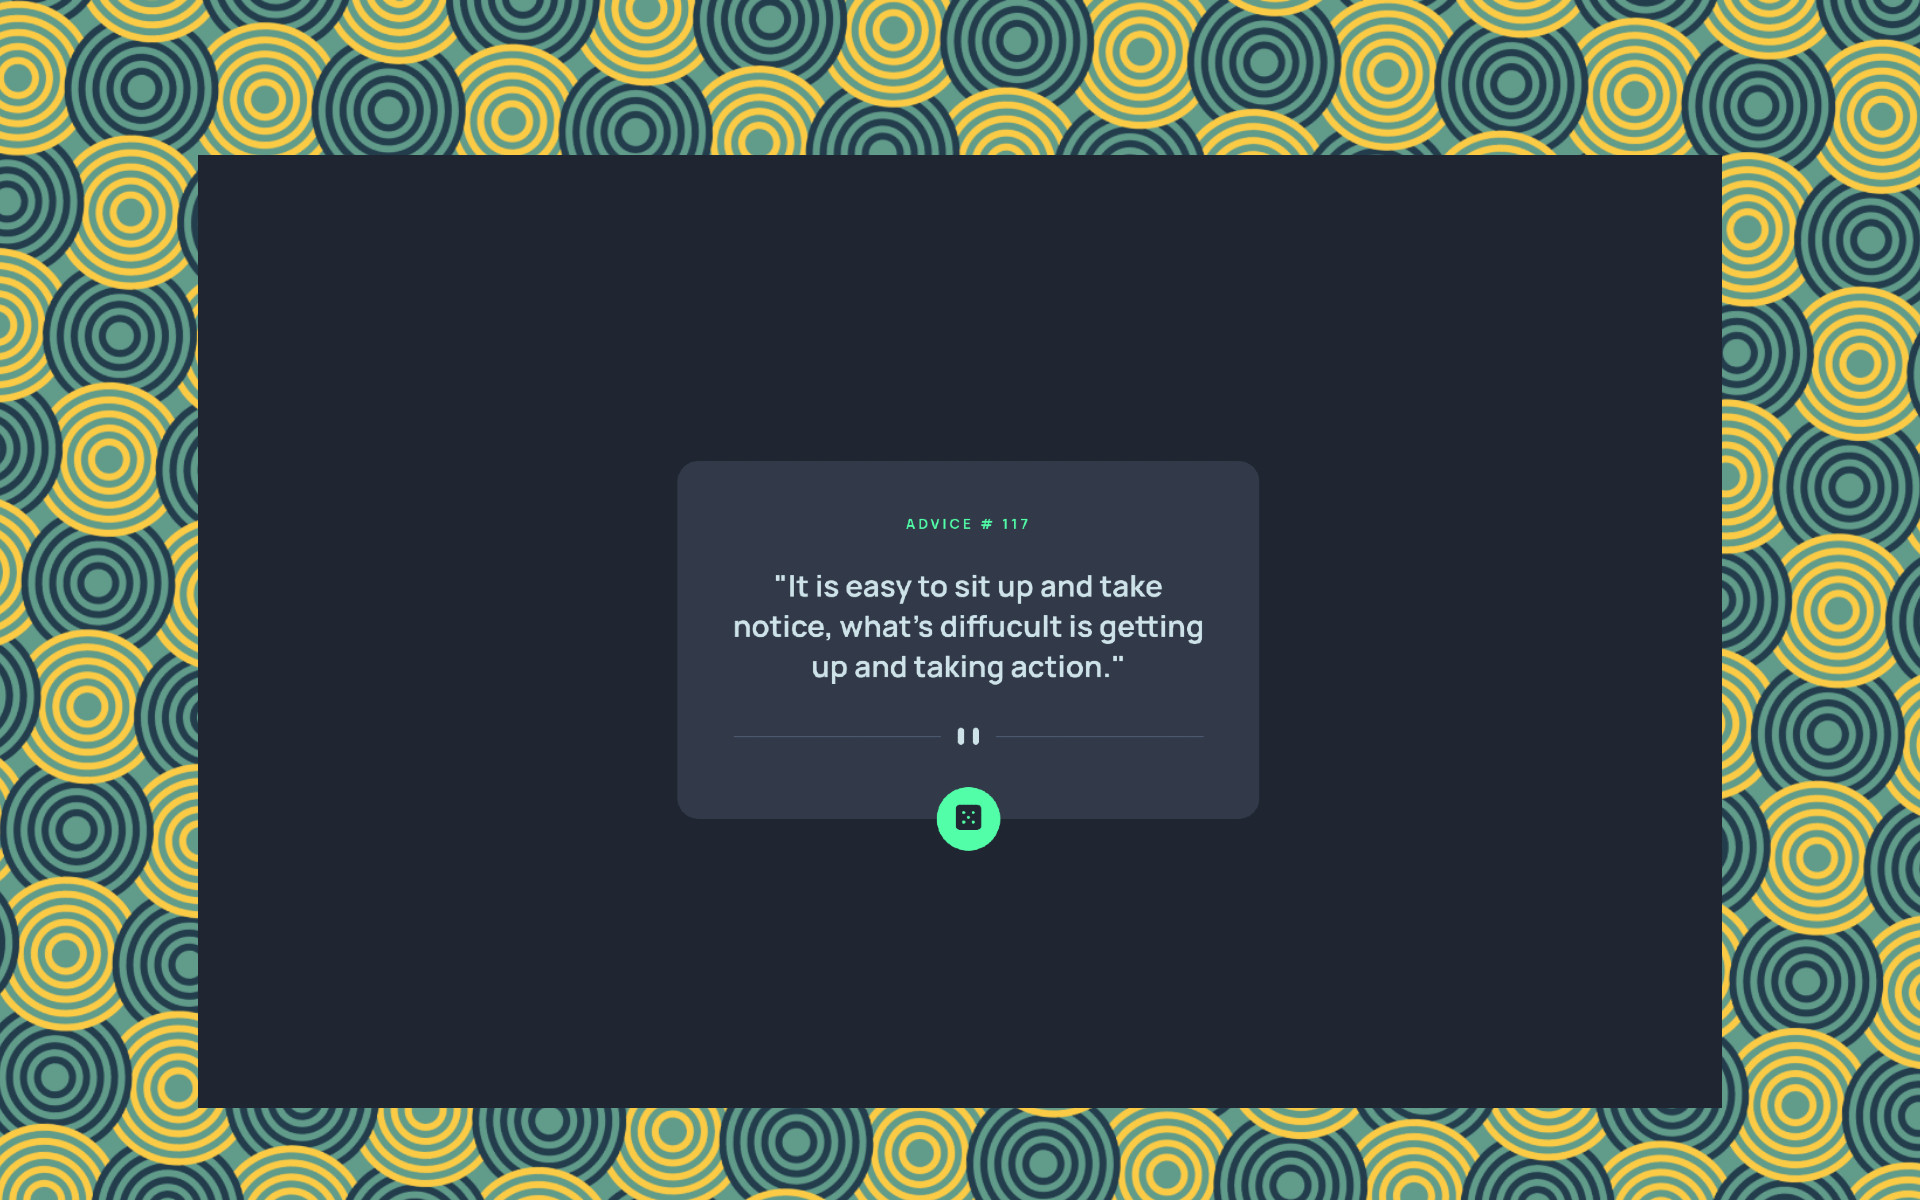 ADVICE # 117
"It is easy to sit up and take
notice, what's diffucult is getting
up and taking action."